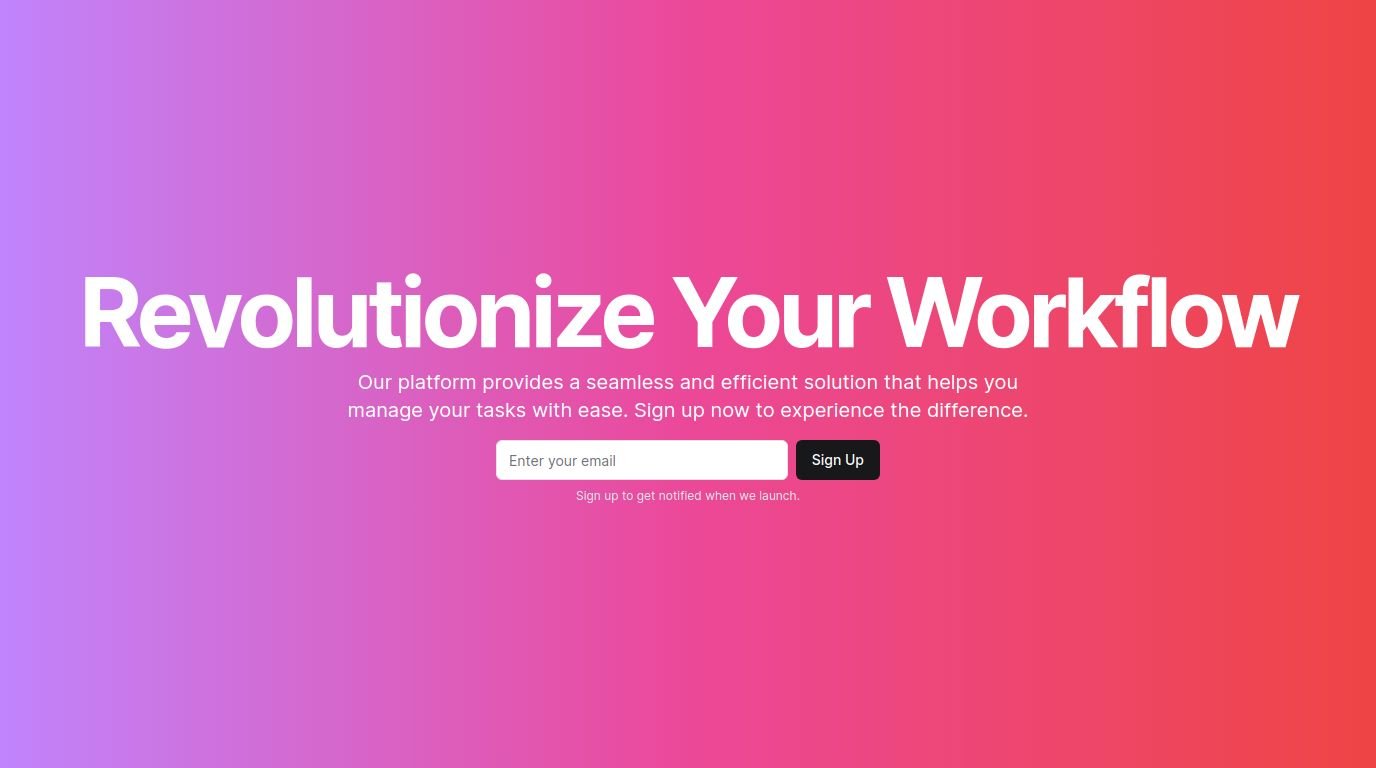 Revolutionize Your Workflow
Our platform provides a seamless and efficient solution that helps you
manage your tasks with ease. Sign up now to experience the difference.
Enter your email
Sign Up
Sign up to get notified when we launch.